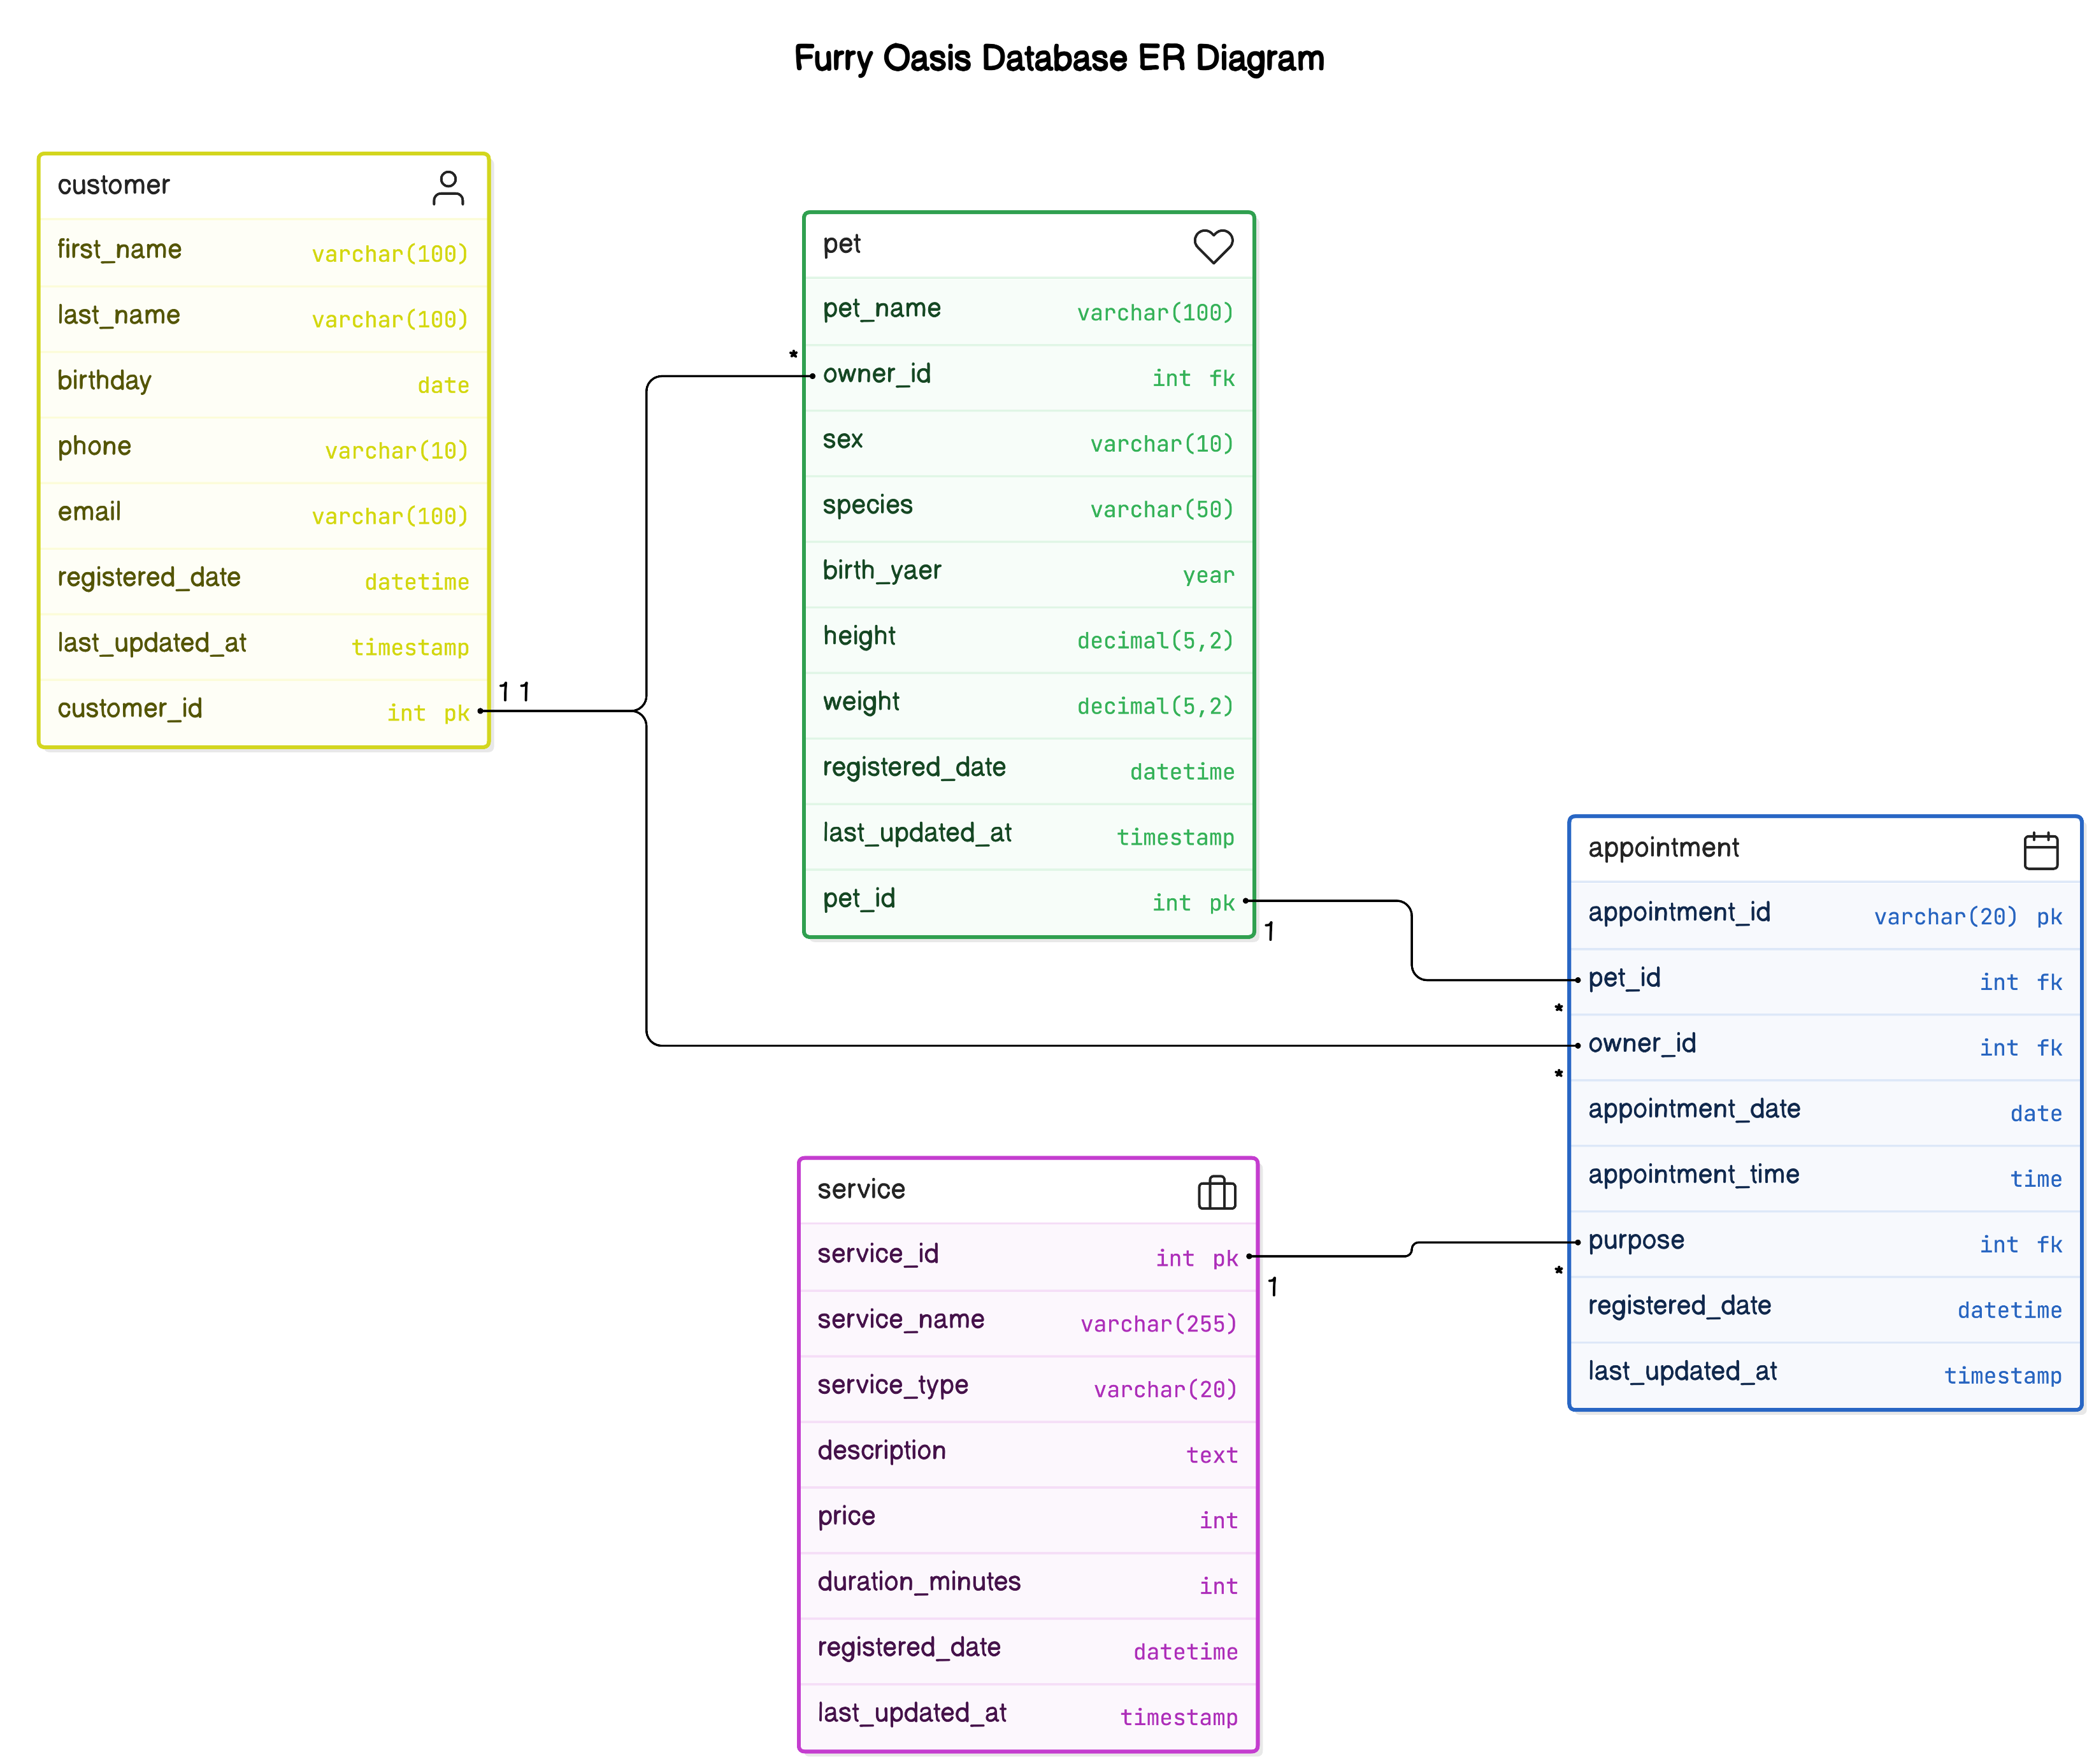 Furry Oasis Database ER Diagram
customer
first_name varchar(100)
last_name varchar(100)
birthday date
phone varchar(10)
email varchar(100)
registered_date datetime
last_updated_at timestamp
customer_id int pk
1 1
pet
pet_name varchar(100)
*
owner_id int fk
sex varchar(10)
species varchar(50)
birth_yaer year
height decimal(5,2)
weight decimal(5,2)
registered_date datetime
last_updated_at timestamp
pet_id int pk
1
appointment
appointment_id varchar(20) pk
pet_id int fk
*
owner_id int fk
*
appointment_date date
appointment_time time
purpose int fk
*
registered_date datetime
last_updated_at timestamp
service
service_id int pk
1
service_name varchar(255)
service_type varchar(20)
description text
price int
duration_minutes int
registered_date datetime
last_updated_at timestamp